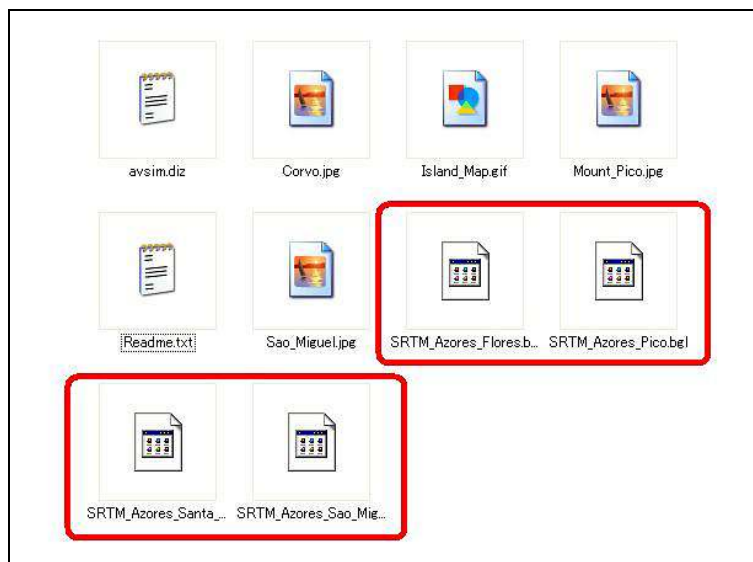 avsim.diz
Corvo.jpg
Island_Map.gif
Mount_Pico.jpg
Readme.txt
Sao_Miguel.jpg
SRTM_Azores_Flores.b...
SRTM_Azores_Pico.bgl
SRTM_Azores_Santa_...
SRTM_Azores_Sao_Mig...